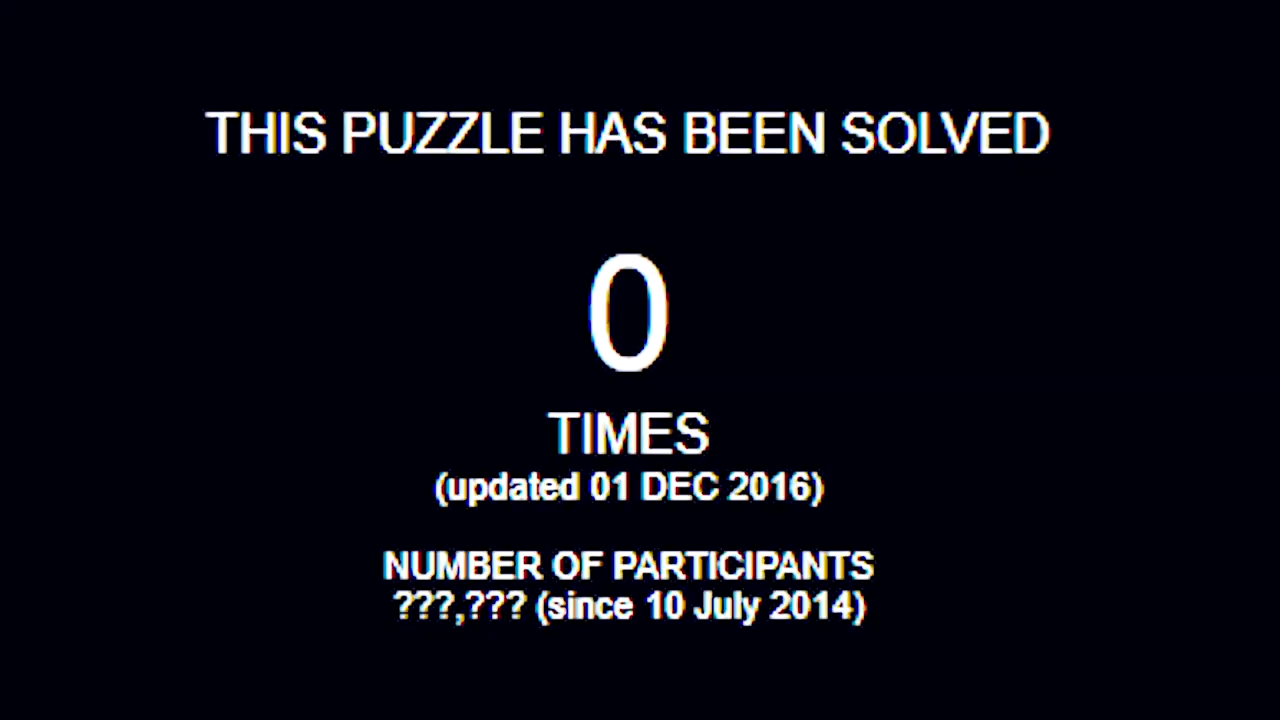 THIS PUZZLE HAS BEEN SOLVED
0
TIMES
(updated 01 DEC 2016)
NUMBER OF PARTICIPANTS
???,??? (since 10 July 2014)